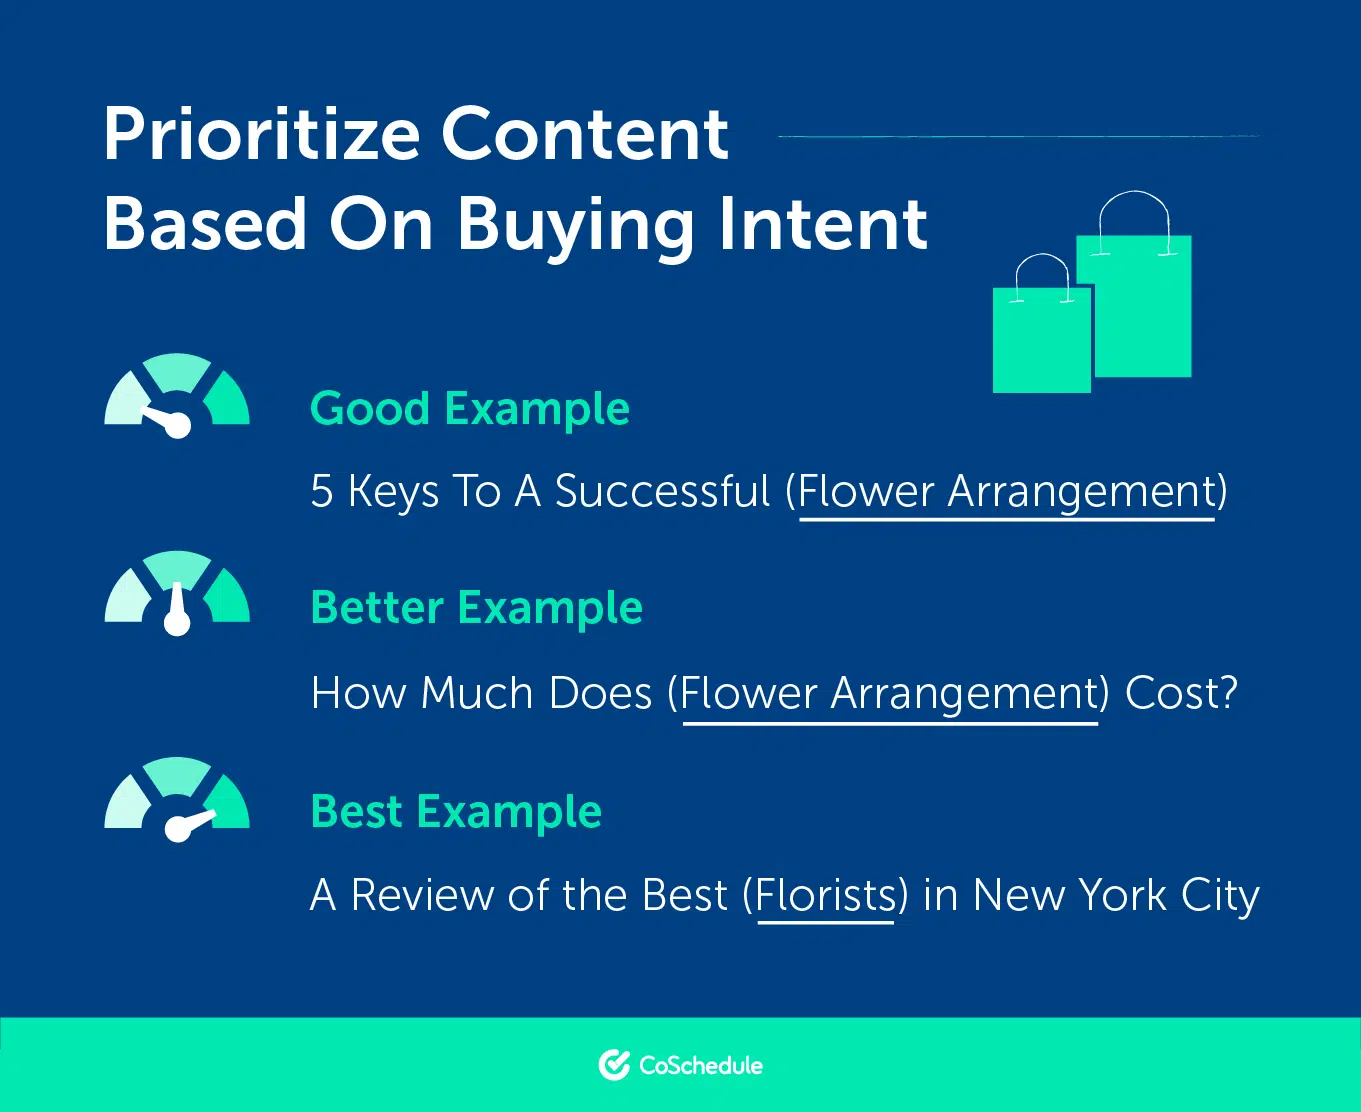 Prioritize Content
Based On Buying Intent
Good Example
5 Keys To A Successful (Flower Arrangement)
Better Example
How Much Does (Flower Arrangement) Cost?
Best Example
A Review of the Best (Florists) in New York City
CoSchedule